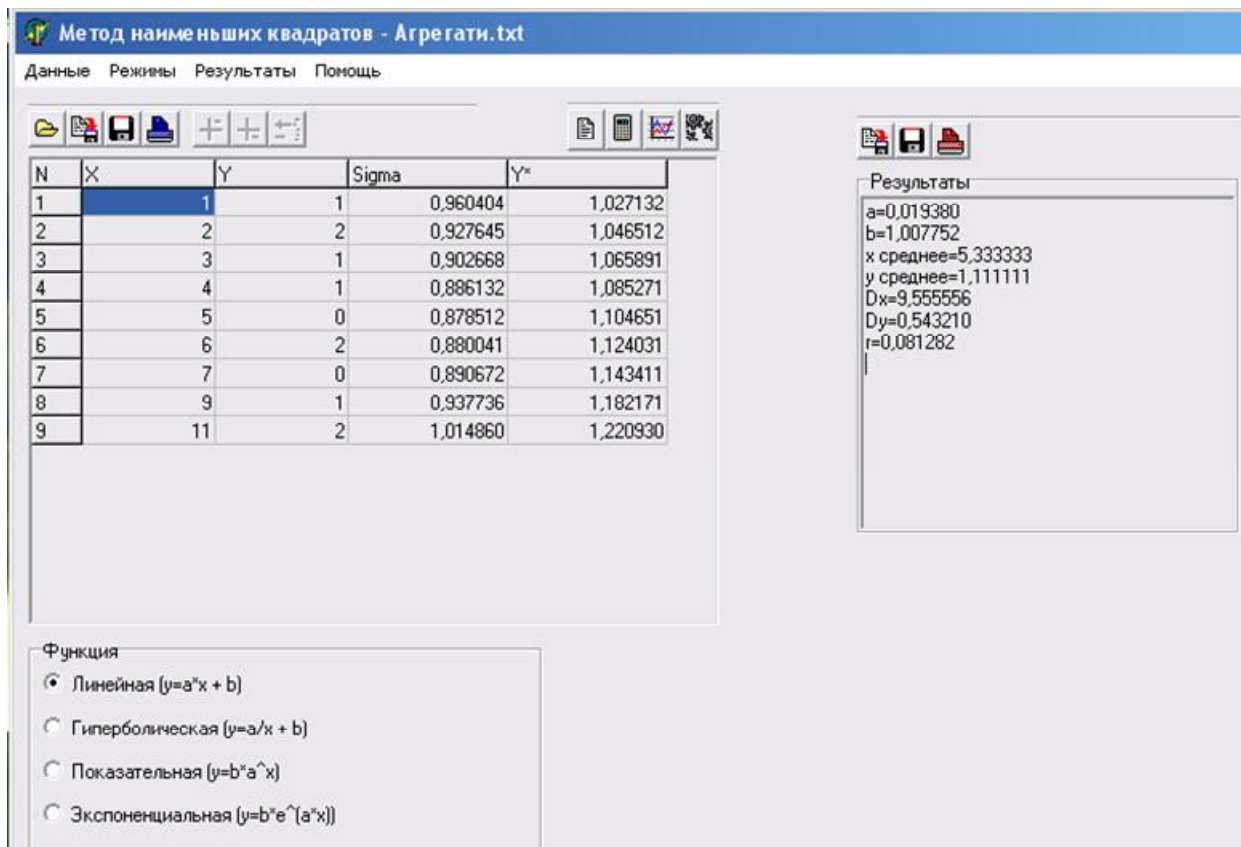 Метод наименьших квадратов - Агрегати.txt
Данные Режимы Результаты Помощь
N X Y Sigma Y*
1 1 1 0,960404 1,027132
2 2 2 0,927645 1,046512
3 3 1 0,902668 1,065891
4 4 1 0,886132 1,085271
5 5 0 0,878512 1,104651
6 6 2 0,880041 1,124031
7 7 0 0,890672 1,143411
8 9 1 0,937736 1,182171
9 11 2 1,014860 1,220930
Результаты
a=0,019380
b=1,007752
x среднее=5,333333
y среднее=1,111111
Dx=9,555556
Dy=0,543210
r=0,081282
Функция
Линейная (y=a*x + b)
Гиперболическая (y=a/x + b)
Показательная (y=b*a^x)
Экспоненциальная (y=b*e^(a*x))